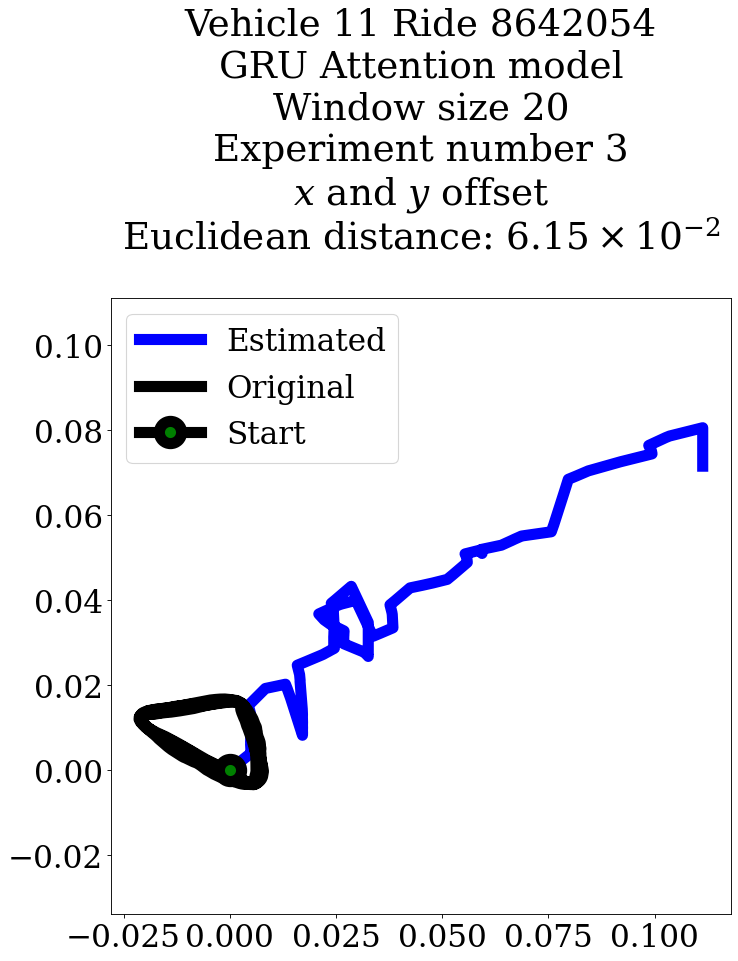 Vehicle 11 Ride 8642054
GRU Attention model
Window size 20
Experiment number 3
x and y offset
Euclidean distance: 6.15 × 10⁻²
Estimated
Original
Start
0.10
0.08
0.06
0.04
0.02
0.00
−0.02
−0.025 0.000 0.025 0.050 0.075 0.100